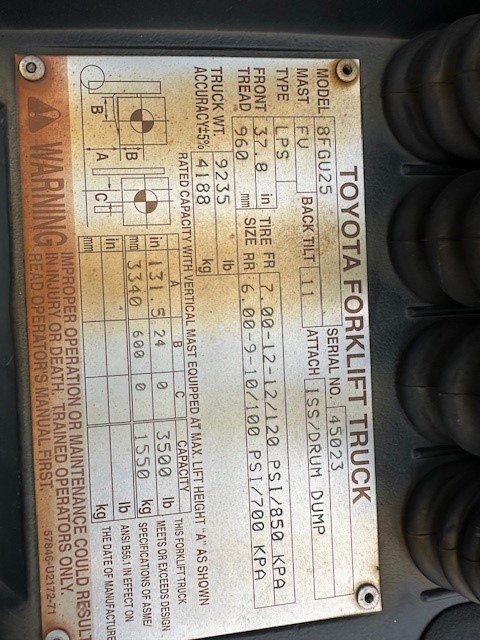 TOYOTA FORKLIFT TRUCK
MODEL 8FGU25 SERIAL NO. 45023
MAST FV BACK TILT 11 ATTACH ISS/DRUM DUMP
TYPE LPS
FRONT 37.8 in TIRE FR 7.00-12-12/120 PSI/850 KPA
TREAD 960 mm SIZE RR 6.00-9-10/100 PSI/700 KPA
TRUCK WT. 9235 lb
ACCURACY±5% 4188 kg
RATED CAPACITY WITH VERTICAL MAST EQUIPPED AT MAX. LIFT HEIGHT "A" AS SHOWN
A B C CAPACITY
in 131.5 24 0 3500 lb
mm 3340 600 0 1550 kg
in lb
mm kg
B B A C
THIS FORKLIFT TRUCK
MEETS OR EXCEEDS DESIGN
SPECIFICATIONS OF ASME/
ANSI B56.1 IN EFFECT ON
THE DATE OF MANUFACTURE
WARNING
IMPROPER OPERATION OR MAINTENANCE COULD RESULT
IN INJURY OR DEATH. TRAINED OPERATORS ONLY.
READ OPERATOR'S MANUAL FIRST.
57846-U2172-71